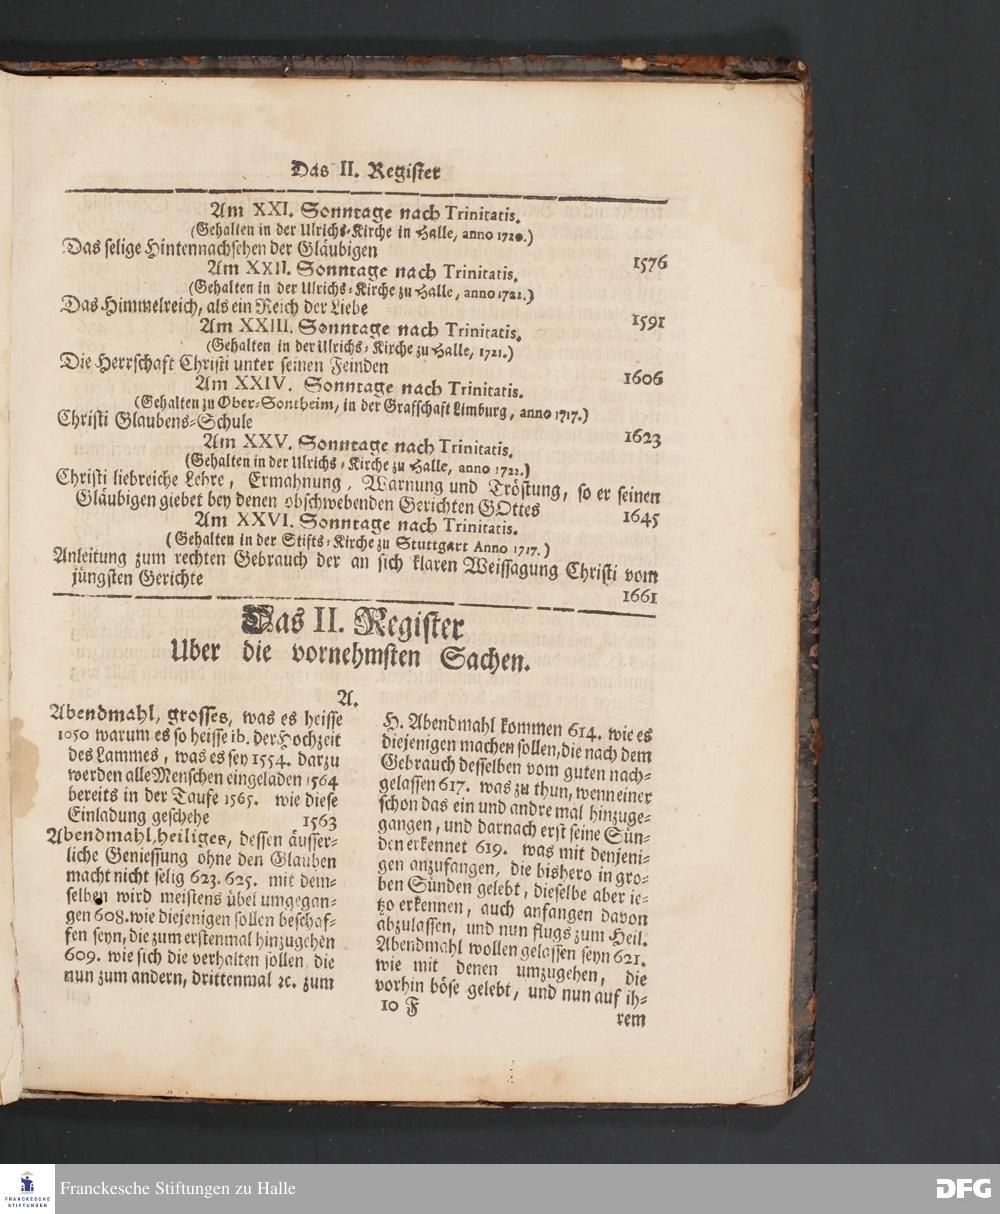 Das II. Register
Am XXI. Sonntage nach Trinitatis.
(Gehalten in der Ulrichs-Kirche in Halle, anno 1720.)
Das selige Hintennachsehen der Gläubigen
1576
Am XXII. Sonntage nach Trinitatis.
(Gehalten in der Ulrichs-Kirche zu Halle, anno 1721.)
Das Himmelreich, als ein Reich der Liebe
1591
Am XXIII. Sonntage nach Trinitatis.
(Gehalten in der Ulrichs-Kirche zu Halle, 1721.)
Die Herrschaft Christi unter seinen Feinden
1606
Am XXIV. Sonntage nach Trinitatis.
(Gehalten zu Ober-Sontheim, in der Grafschaft Limburg, anno 1717.)
Christi Glaubens-Schule
1623
Am XXV. Sonntage nach Trinitatis.
(Gehalten in der Ulrichs-Kirche zu Halle, anno 1722.)
Christi liebreiche Lehre, Ermahnung, Warnung und Tröstung, so er seinen
Gläubigen giebet bey denen obschwebenden Gerichten GOttes
1645
Am XXVI. Sonntage nach Trinitatis.
(Gehalten in der Stifts-Kirche zu Stuttgart Anno 1717.)
Anleitung zum rechten Gebrauch der an sich klaren Weissagung Christi vom
jüngsten Gerichte
1661
Das II. Register
Uber die vornehmsten Sachen.
A.
Abendmahl, grosses, was es heisse
1050 warum es so heisse ib. der Hochzeit
des Lammes, was es sey 1554. darzu
werden alle Menschen eingeladen 1564
bereits in der Taufe 1565. wie diese
Einladung geschehe 1563
Abendmahl, heiliges, dessen äusser-
liche Geniessung ohne den Glauben
macht nicht selig 623. 625. mit dem-
selben wird meistens übel umgegan-
gen 608. wie diejenigen sollen beschaf-
fen seyn, die zum erstenmal hinzugehen
609. wie sich die verhalten sollen, die
nun zum andern, drittenmal ꝛc. zum
H. Abendmahl kommen 614. wie es
diejenigen machen sollen, die nach dem
Gebrauch desselben vom guten nach-
gelassen 617. was zu thun, wenn einer
schon das ein und andre mal hinzuge-
gangen, und darnach erst seine Sün-
den erkennet 619. was mit denjeni-
gen anzufangen, die bishero in gro-
ben Sünden gelebt, dieselbe aber ie-
tzo erkennen, auch anfangen davon
abzulassen, und nun flugs zum Heil.
Abendmahl wollen gelassen seyn 621.
wie mit denen umzugehen, die
vorhin böse gelebt, und nun auf ih-
10 F
rem
FRANCKESCHE
STIFTUNGEN
Franckesche Stiftungen zu Halle
DFG